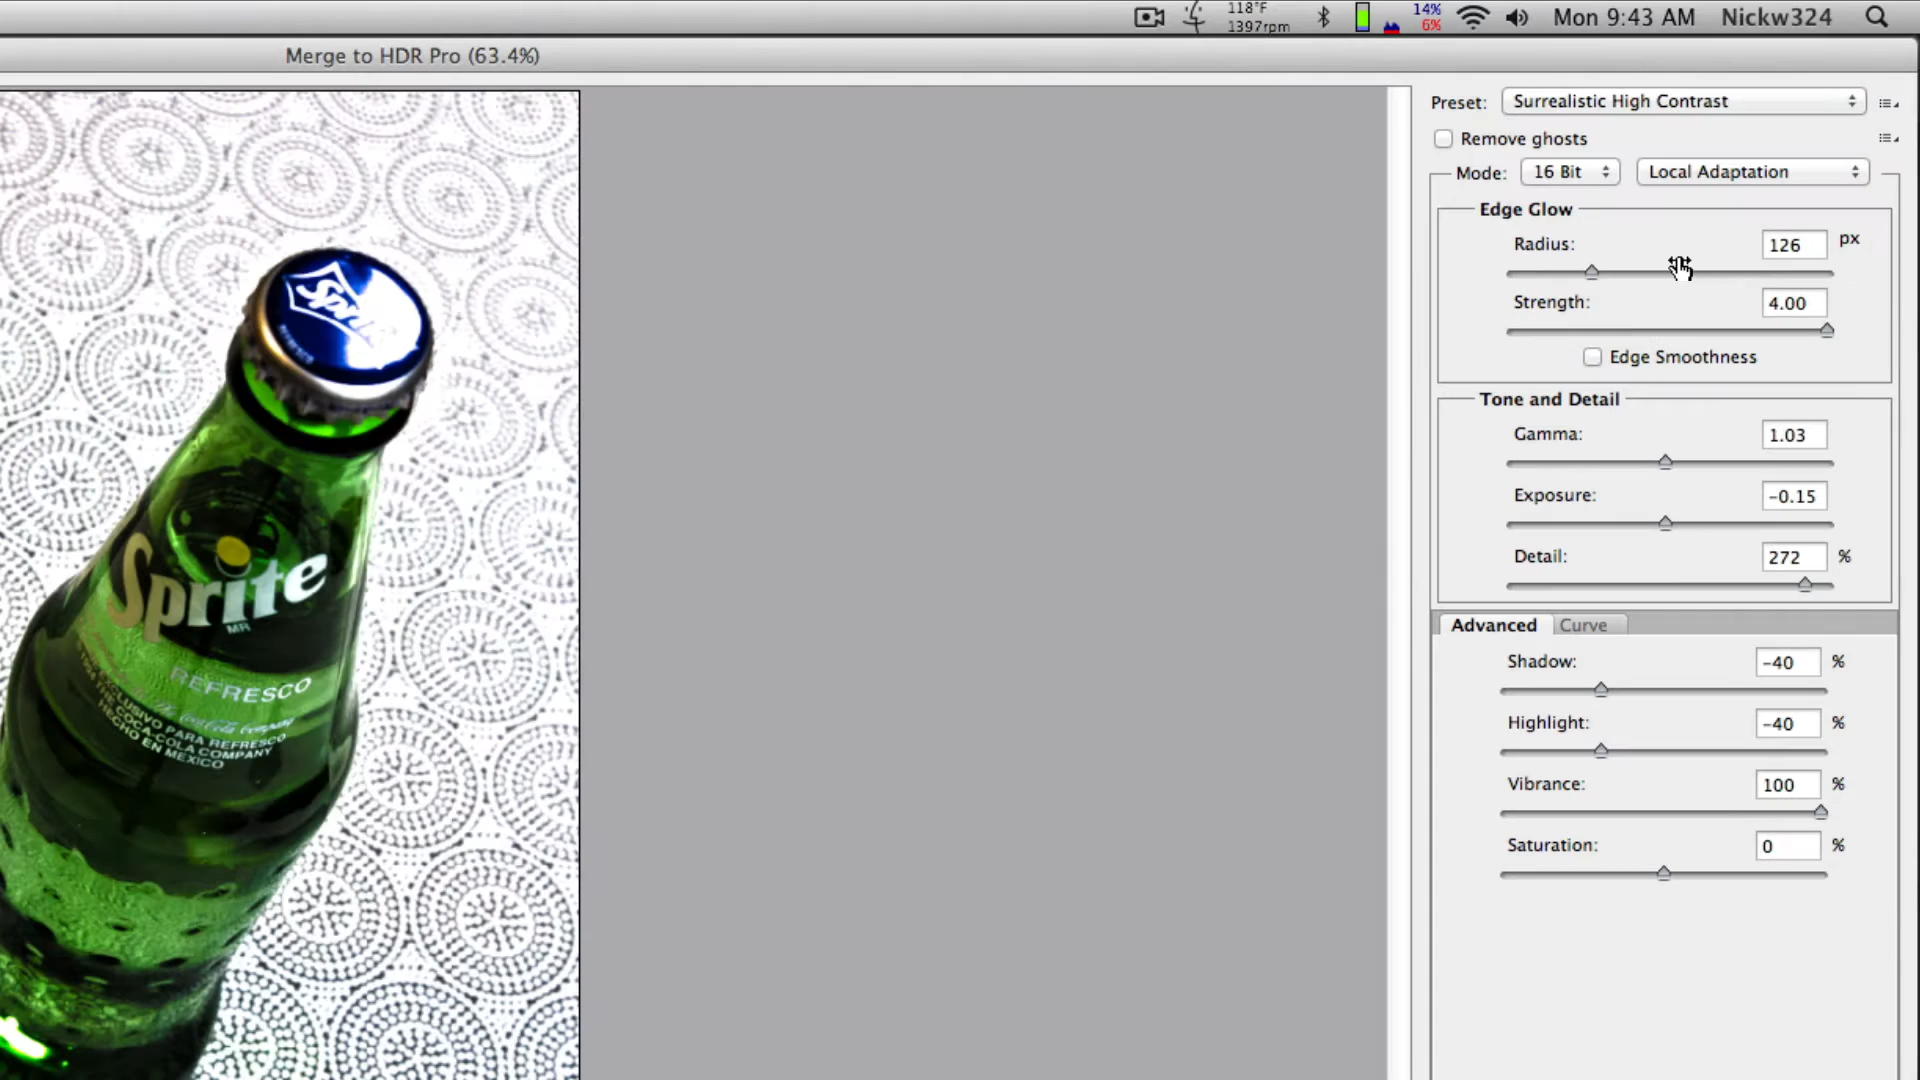 118°F
1397rpm
14%
6%
Mon 9:43 AM
Nickw324
Merge to HDR Pro (63.4%)
Preset: Surrealistic High Contrast
Remove ghosts
Mode: 16 Bit Local Adaptation
Edge Glow
Radius: 126 px
Strength: 4.00
Edge Smoothness
Tone and Detail
Gamma: 1.03
Exposure: -0.15
Detail: 272 %
Advanced Curve
Shadow: -40 %
Highlight: -40 %
Vibrance: 100 %
Saturation: 0 %
Sprite
Sprite
MR
REFRESCO
EXCLUSIVO PARA REFRESCO
THE COCA-COLA COMPANY
HECHO EN MEXICO